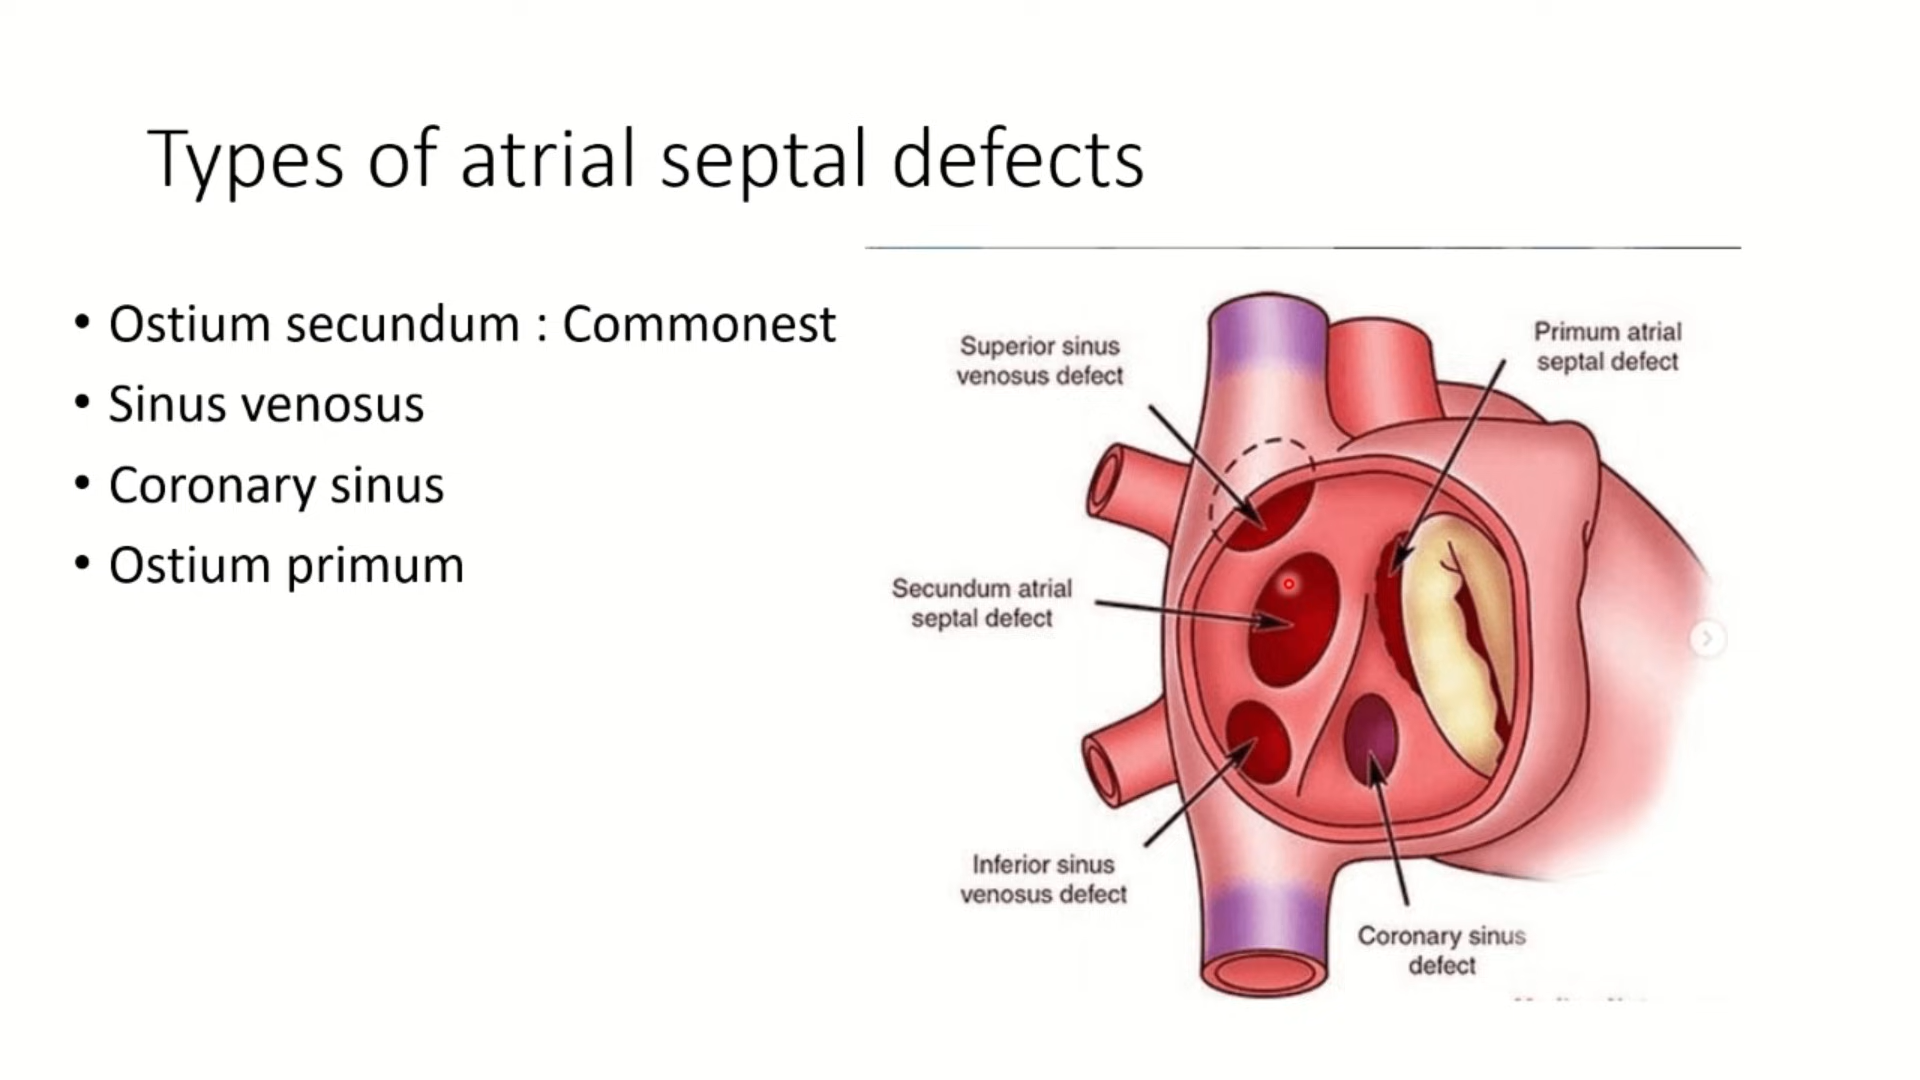 Types of atrial septal defects
• Ostium secundum : Commonest
• Sinus venosus
• Coronary sinus
• Ostium primum
Superior sinus
venosus defect
Primum atrial
septal defect
Secundum atrial
septal defect
Inferior sinus
venosus defect
Coronary sinus
defect